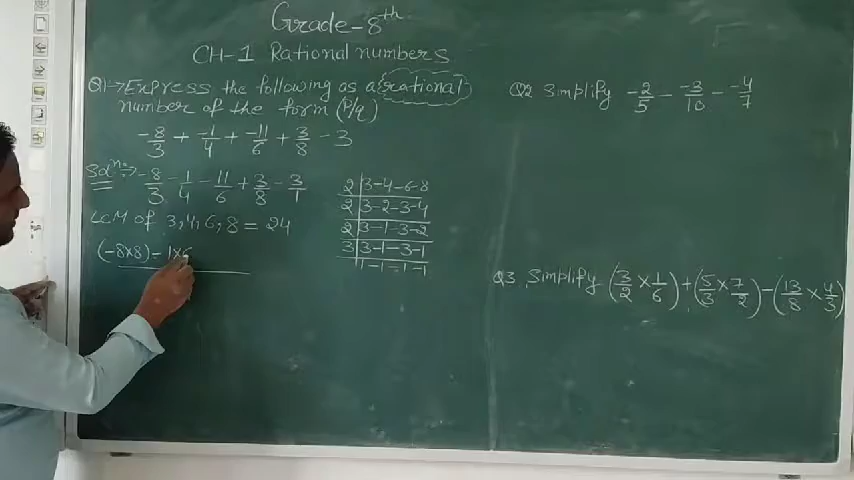 Grade-8th
CH-1 Rational numbers
Q1→ Express the following as a rational
number of the form (P/q)
-8/3 + -1/4 + -11/6 + 3/8 - 3
Solⁿ:→ -8/3 - 1/4 - 11/6 + 3/8 - 3/1
LCM of 3,4,6,8 = 24
(-8×8)-1×6
2|3-4-6-8
2|3-2-3-4
2|3-1-3-2
3|3-1-3-1
1-1-1-1
Q2 Simplify -2/5 - -3/10 - -4/7
Q3 Simplify (3/2 × 1/6) + (5/3 × 7/2) - (13/8 × 4/3)